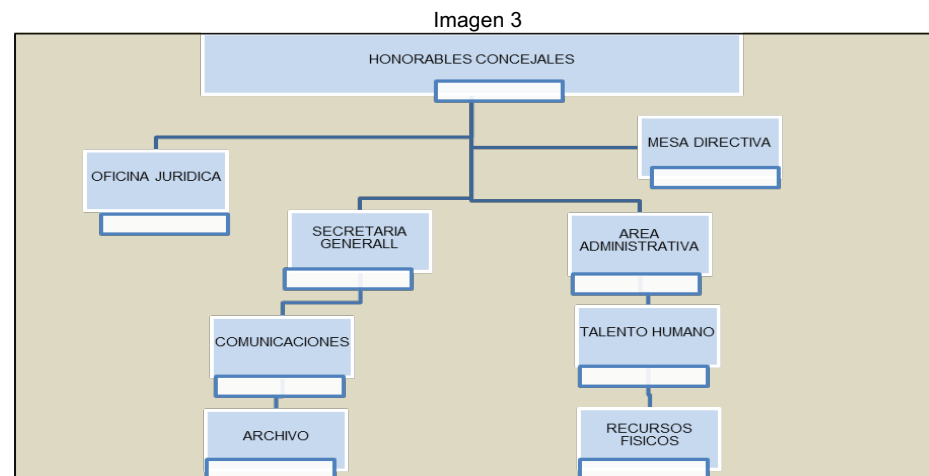 Imagen 3
HONORABLES CONCEJALES
MESA DIRECTIVA
OFICINA JURIDICA
SECRETARIA
GENERALL
AREA
ADMINISTRATIVA
COMUNICACIONES
TALENTO HUMANO
ARCHIVO
RECURSOS
FISICOS